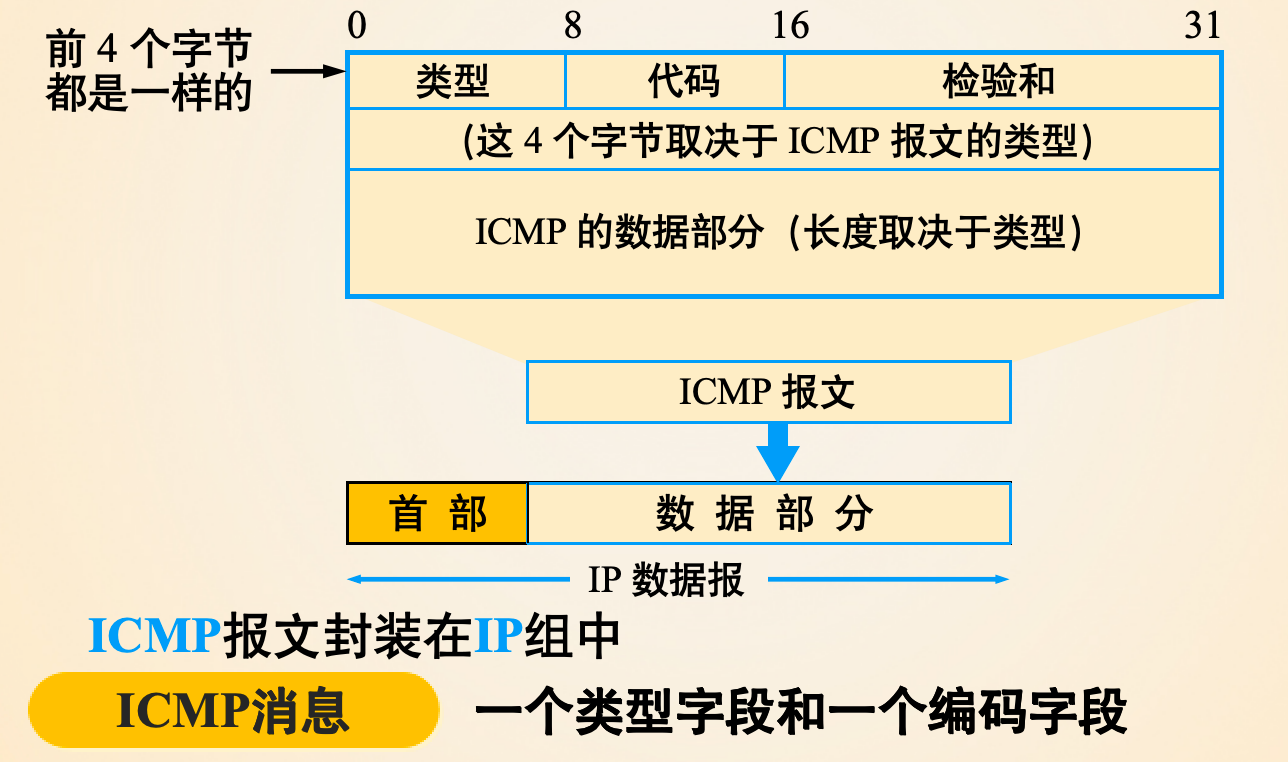 0 8 16 31
前 4 个字节
都是一样的
类型 代码 检验和
(这 4 个字节取决于 ICMP 报文的类型)
ICMP 的数据部分（长度取决于类型）
ICMP 报文
首 部 数 据 部 分
IP 数据报
ICMP报文封装在IP组中
ICMP消息 一个类型字段和一个编码字段